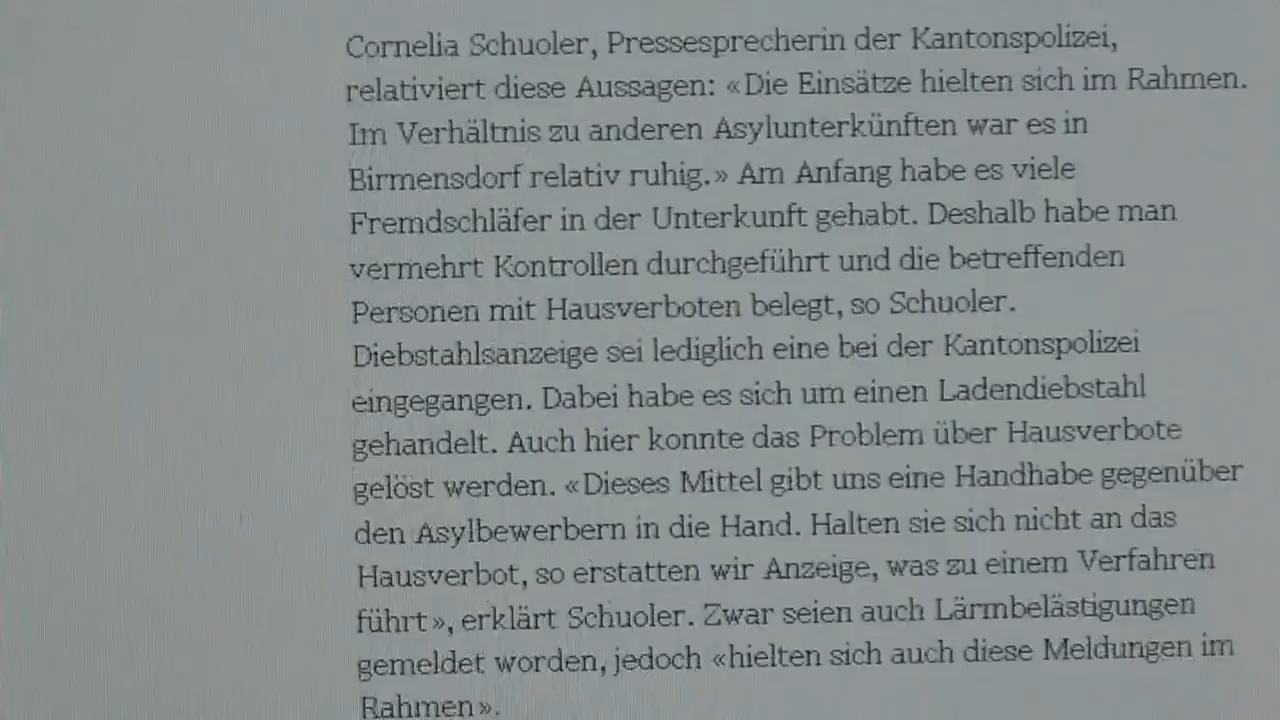 Cornelia Schuoler, Pressesprecherin der Kantonspolizei,
relativiert diese Aussagen: «Die Einsätze hielten sich im Rahmen.
Im Verhältnis zu anderen Asylunterkünften war es in
Birmensdorf relativ ruhig.» Am Anfang habe es viele
Fremdschläfer in der Unterkunft gehabt. Deshalb habe man
vermehrt Kontrollen durchgeführt und die betreffenden
Personen mit Hausverboten belegt, so Schuoler.
Diebstahlsanzeige sei lediglich eine bei der Kantonspolizei
eingegangen. Dabei habe es sich um einen Ladendiebstahl
gehandelt. Auch hier konnte das Problem über Hausverbote
gelöst werden. «Dieses Mittel gibt uns eine Handhabe gegenüber
den Asylbewerbern in die Hand. Halten sie sich nicht an das
Hausverbot, so erstatten wir Anzeige, was zu einem Verfahren
führt», erklärt Schuoler. Zwar seien auch Lärmbelästigungen
gemeldet worden, jedoch «hielten sich auch diese Meldungen im
Rahmen».